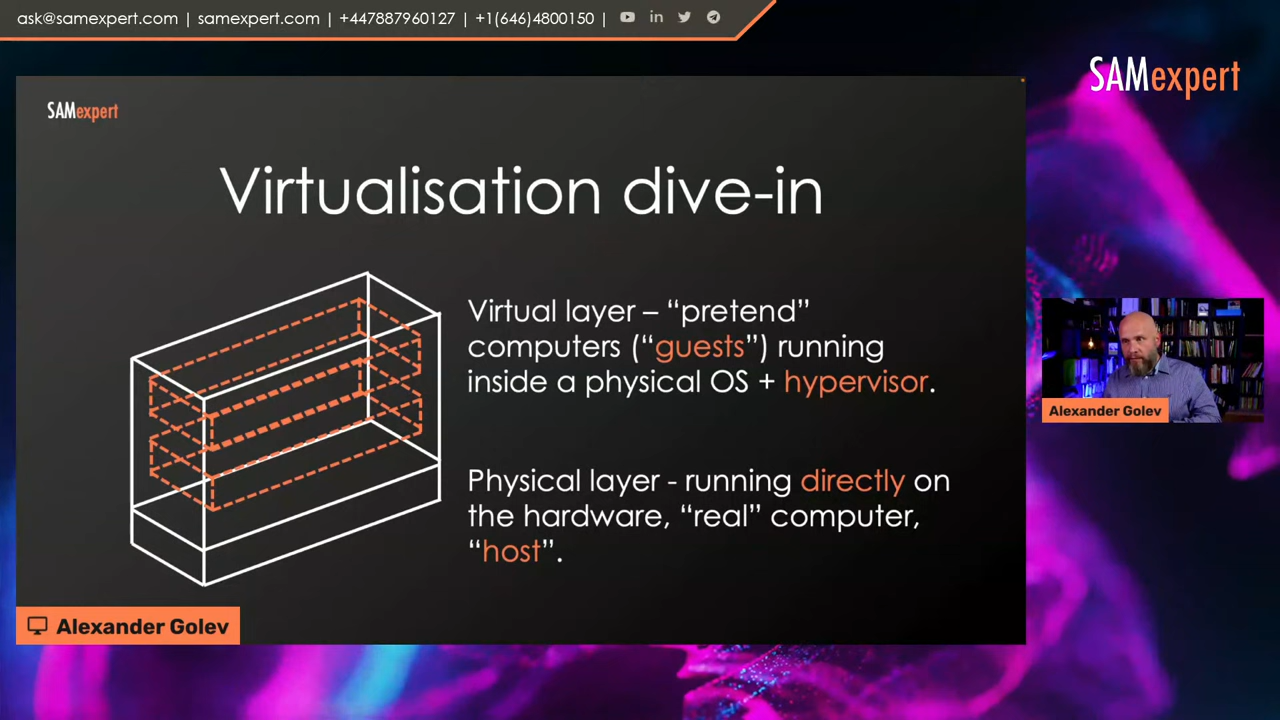 ask@samexpert.com | samexpert.com | +447887960127 | +1(646)4800150 |
SAMexpert
SAMexpert
Virtualisation dive-in
Virtual layer – “pretend”
computers (“guests”) running
inside a physical OS + hypervisor.
Physical layer - running directly on
the hardware, “real” computer,
“host”.
Alexander Golev
Alexander Golev